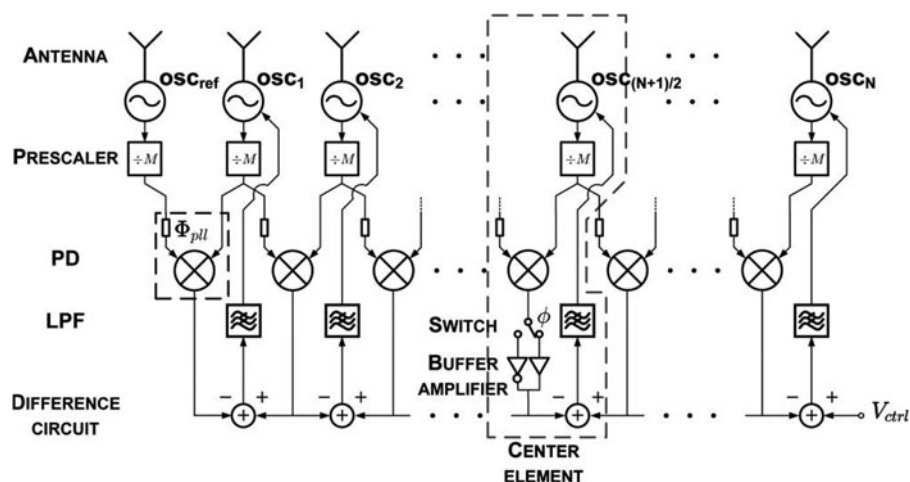 ANTENNA
OSCref OSC1 OSC2 OSC(N+1)/2 OSCN
PRESCALER ÷M ÷M ÷M ÷M ÷M
Φpll
PD
LPF
SWITCH ϕ
BUFFER
AMPLIFIER
DIFFERENCE
CIRCUIT
− + − + − + − + Vctrl
CENTER
ELEMENT